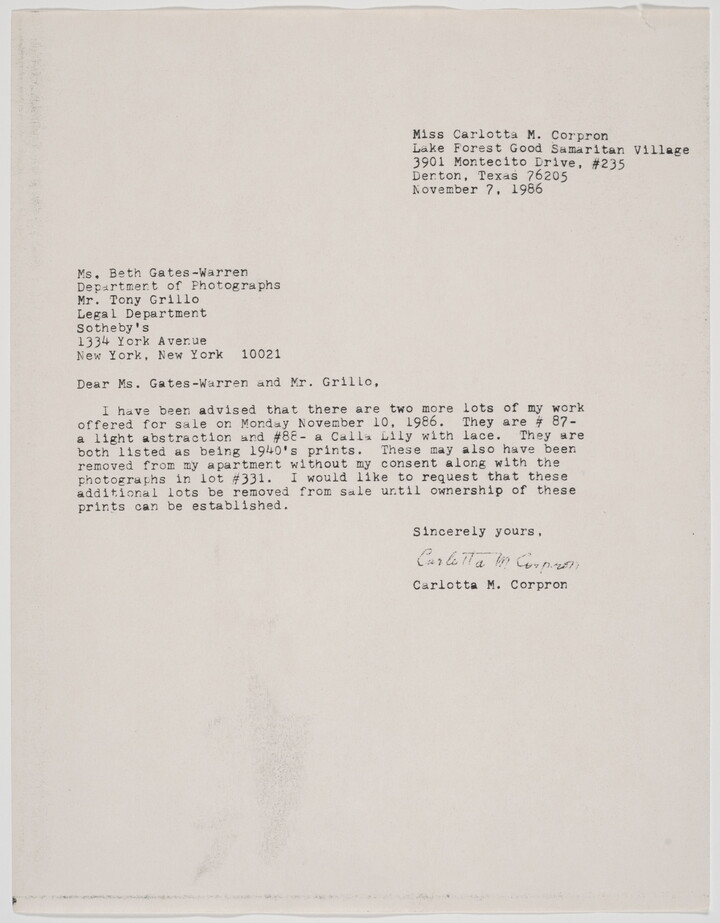 Miss Carlotta M. Corpron
Lake Forest Good Samaritan Village
3901 Montecito Drive, #235
Denton, Texas 76205
November 7, 1986
Ms. Beth Gates-Warren
Department of Photographs
Mr. Tony Grillo
Legal Department
Sotheby's
1334 York Avenue
New York, New York 10021
Dear Ms. Gates-Warren and Mr. Grillo,
I have been advised that there are two more lots of my work
offered for sale on Monday November 10, 1986. They are # 87-
a light abstraction and #88- a Calla Lily with lace. They are
both listed as being 1940's prints. These may also have been
removed from my apartment without my consent along with the
photographs in lot #331. I would like to request that these
additional lots be removed from sale until ownership of these
prints can be established.
Sincerely yours,
Carlotta M Corpron
Carlotta M. Corpron